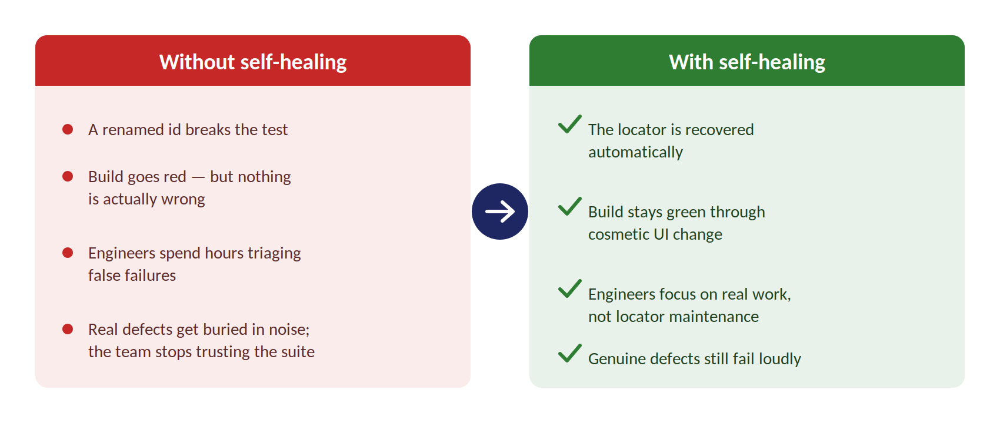 Without self-healing
A renamed id breaks the test
Build goes red — but nothing
is actually wrong
Engineers spend hours triaging
false failures
Real defects get buried in noise;
the team stops trusting the suite
With self-healing
The locator is recovered
automatically
Build stays green through
cosmetic UI change
Engineers focus on real work,
not locator maintenance
Genuine defects still fail loudly